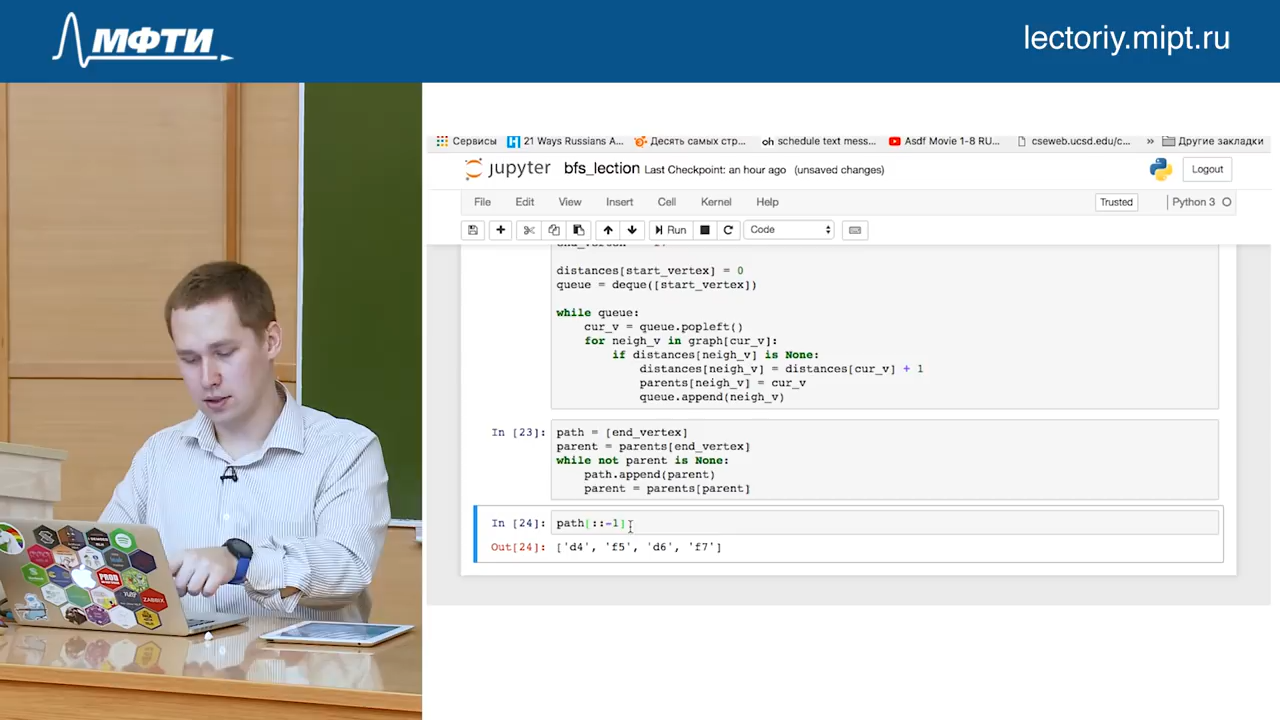 МФТИ
lectoriy.mipt.ru
Сервисы
21 Ways Russians A...
Десять самых стр...
oh schedule text mess...
Asdf Movie 1-8 RU...
cseweb.ucsd.edu/c...
»
Другие закладки
jupyter bfs_lection Last Checkpoint: an hour ago (unsaved changes)
Logout
File Edit View Insert Cell Kernel Help
Trusted
Python 3
Run
Code
distances[start_vertex] = 0
queue = deque([start_vertex])
while queue:
cur_v = queue.popleft()
for neigh_v in graph[cur_v]:
if distances[neigh_v] is None:
distances[neigh_v] = distances[cur_v] + 1
parents[neigh_v] = cur_v
queue.append(neigh_v)
In [23]: path = [end_vertex]
parent = parents[end_vertex]
while not parent is None:
path.append(parent)
parent = parents[parent]
In [24]: path[::-1]
Out[24]: ['d4', 'f5', 'd6', 'f7']
ZABBIX